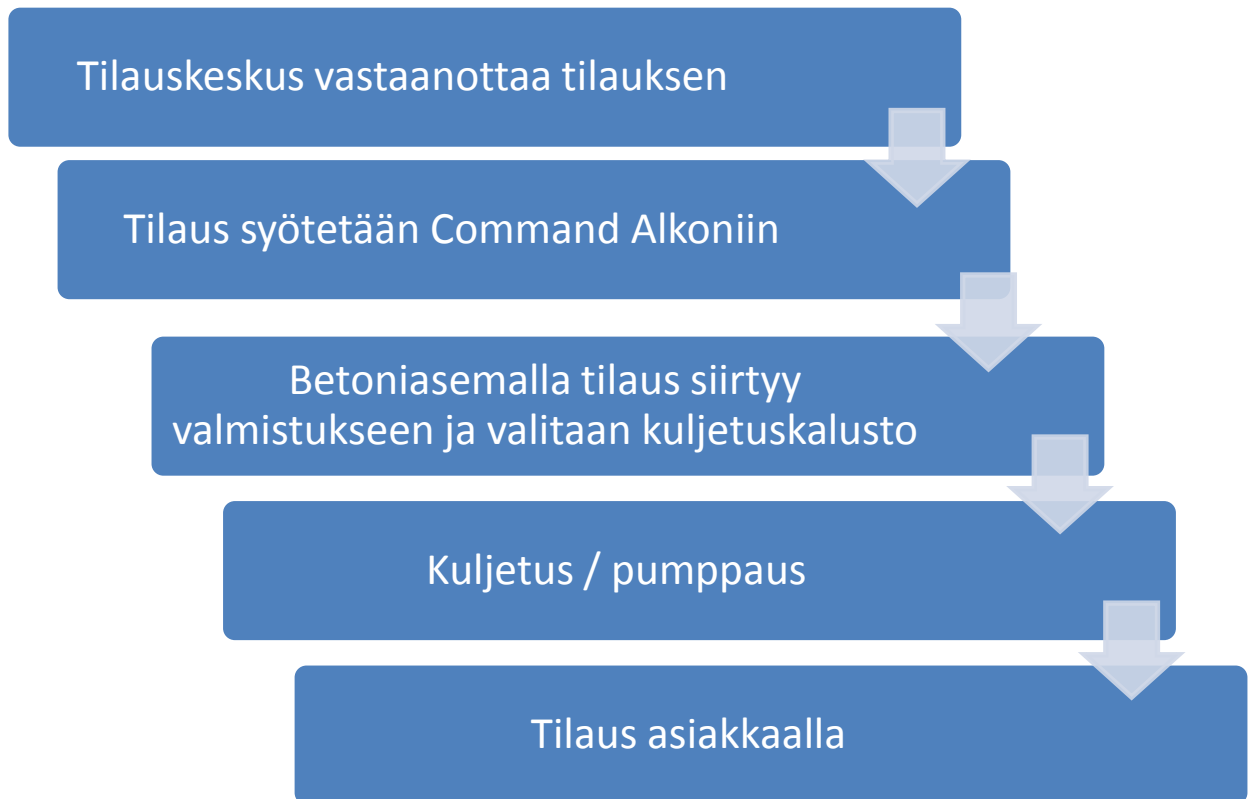 Tilauskeskus vastaanottaa tilauksen
Tilaus syötetään Command Alkoniin
Betoniasemalla tilaus siirtyy
valmistukseen ja valitaan kuljetuskalusto
Kuljetus / pumppaus
Tilaus asiakkaalla